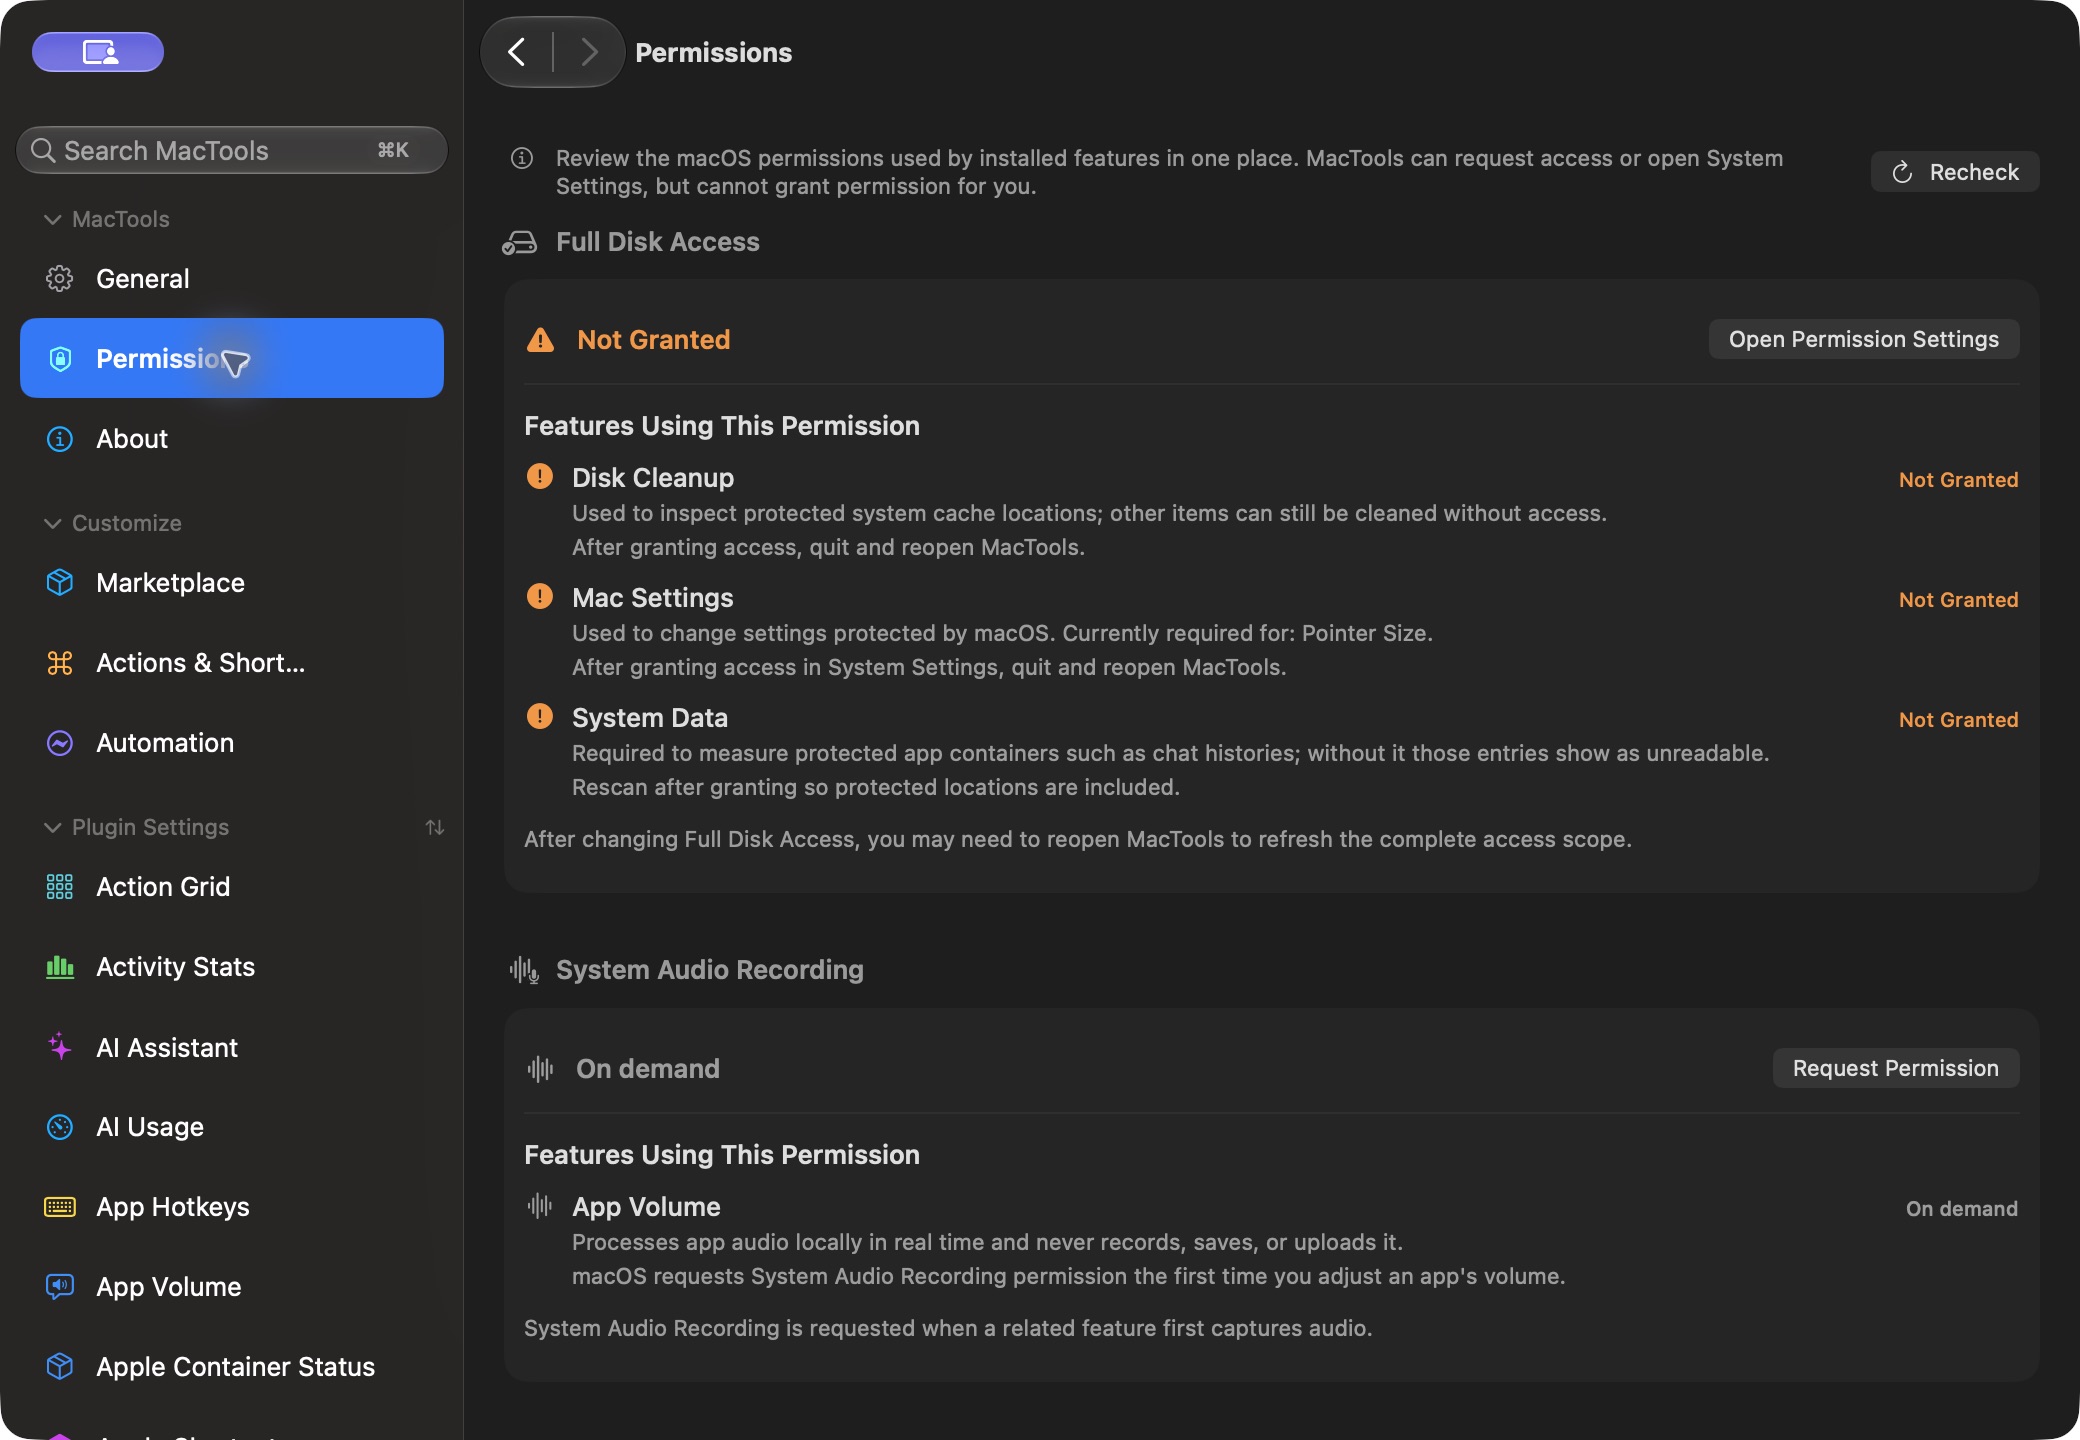 Search MacTools ⌘K
MacTools
General
About
Customize
Marketplace
Actions & Short...
Automation
Plugin Settings
Action Grid
Activity Stats
AI Assistant
AI Usage
App Hotkeys
App Volume
Apple Container Status
Permissions
Review the macOS permissions used by installed features in one place. MacTools can request access or open System
Settings, but cannot grant permission for you.
Recheck
Full Disk Access
Not Granted
Open Permission Settings
Features Using This Permission
Disk Cleanup
Not Granted
Used to inspect protected system cache locations; other items can still be cleaned without access.
After granting access, quit and reopen MacTools.
Mac Settings
Not Granted
Used to change settings protected by macOS. Currently required for: Pointer Size.
After granting access in System Settings, quit and reopen MacTools.
System Data
Not Granted
Required to measure protected app containers such as chat histories; without it those entries show as unreadable.
Rescan after granting so protected locations are included.
After changing Full Disk Access, you may need to reopen MacTools to refresh the complete access scope.
System Audio Recording
On demand
Request Permission
Features Using This Permission
App Volume
On demand
Processes app audio locally in real time and never records, saves, or uploads it.
macOS requests System Audio Recording permission the first time you adjust an app's volume.
System Audio Recording is requested when a related feature first captures audio.